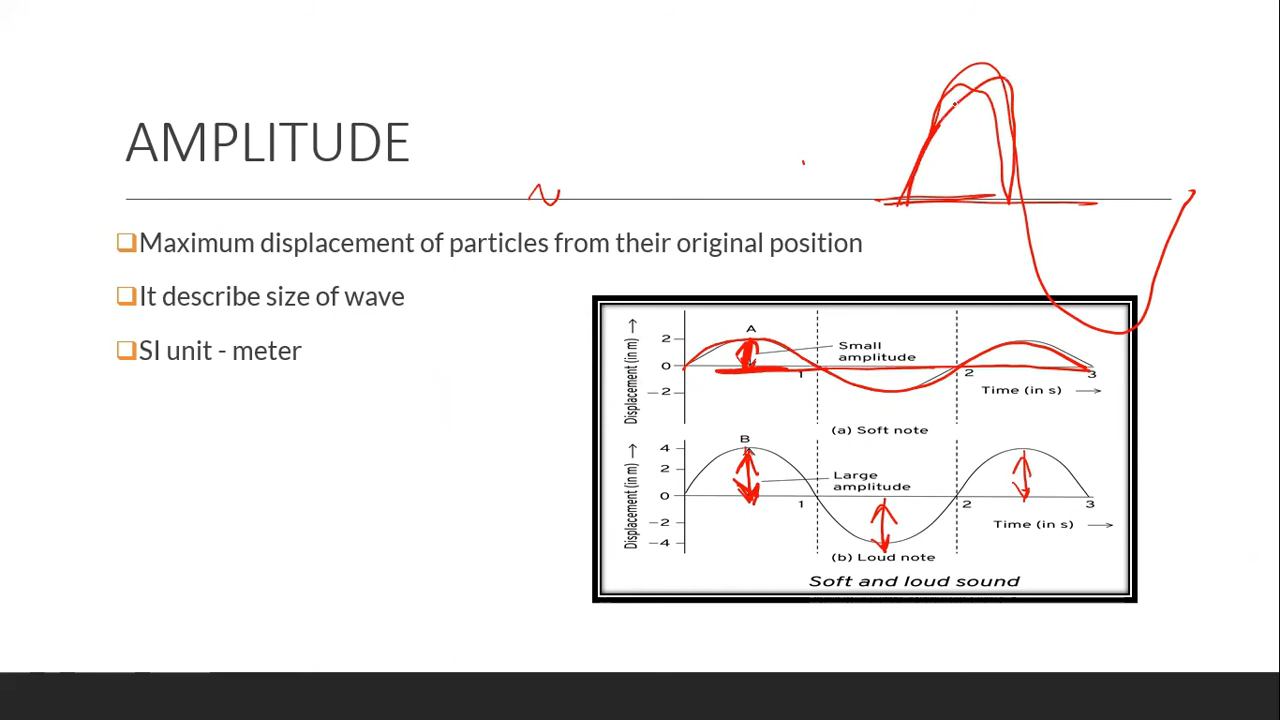 AMPLITUDE
Maximum displacement of particles from their original position
It describe size of wave
SI unit - meter
Displacement (in m) →
2
0
−2
A
Small
amplitude
1
2
3
Time (in s) →
(a) Soft note
Displacement (in m) →
4
2
0
−2
−4
B
Large
amplitude
1
2
3
Time (in s) →
(b) Loud note
Soft and loud sound